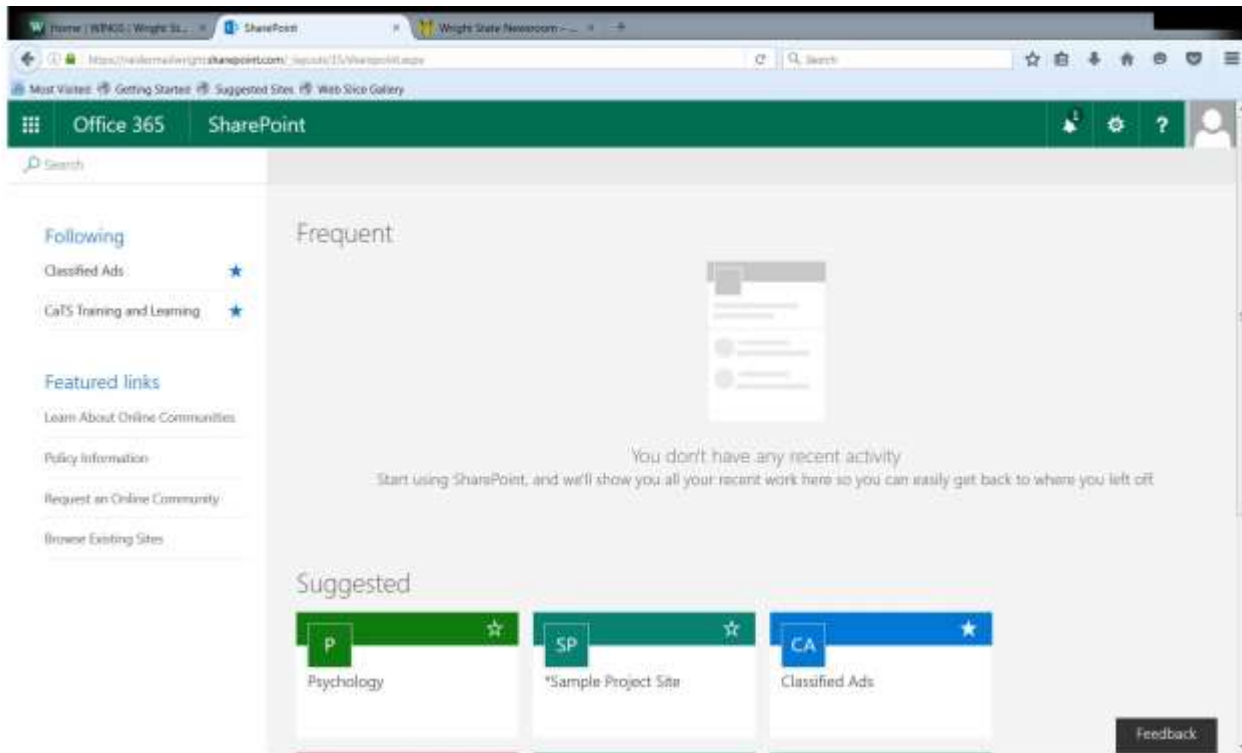 Home | WINGS | Wright St...
SharePoint
Wright State Newsroom – ...
sharepoint.com/
Search
Most Visited Getting Started Suggested Sites Web Slice Gallery
Office 365 SharePoint
1
?
Search
Following
Classified Ads
CaTS Training and Learning
Featured links
Learn About Online Communities
Policy Information
Request an Online Community
Browse Existing Sites
Frequent
You don't have any recent activity
Start using SharePoint, and we'll show you all your recent work here so you can easily get back to where you left off
Suggested
P
Psychology
SP
*Sample Project Site
CA
Classified Ads
Feedback